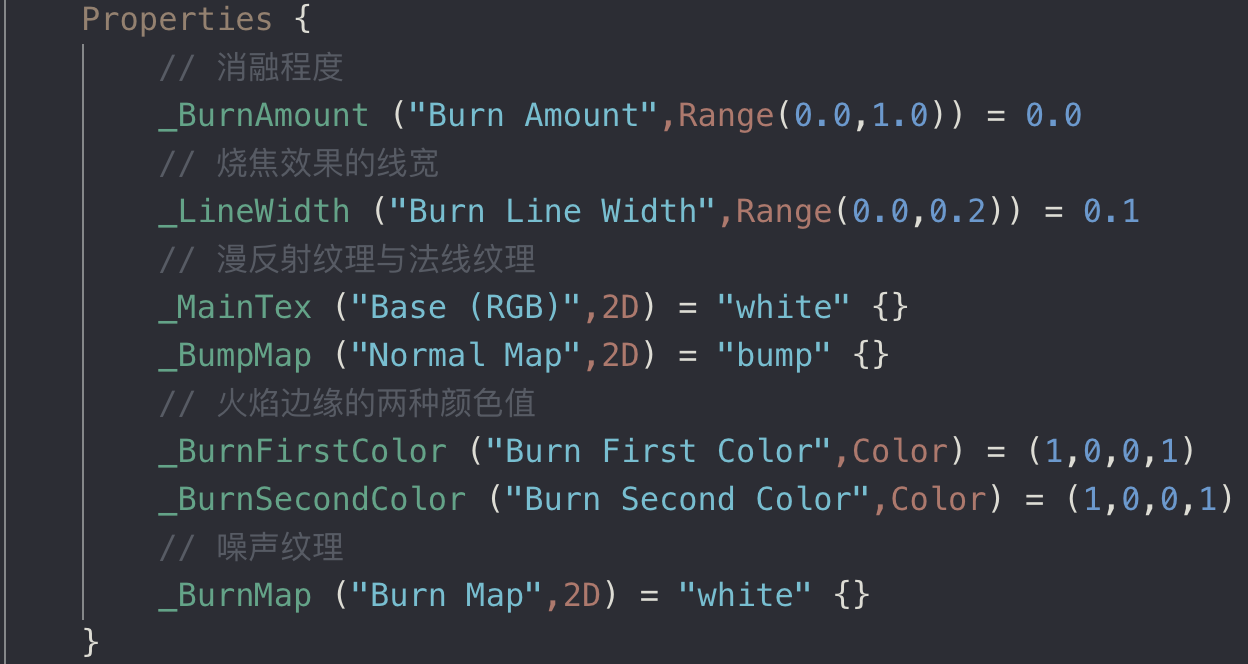 Properties {
// 消融程度
_BurnAmount ("Burn Amount",Range(0.0,1.0)) = 0.0
// 烧焦效果的线宽
_LineWidth ("Burn Line Width",Range(0.0,0.2)) = 0.1
// 漫反射纹理与法线纹理
_MainTex ("Base (RGB)",2D) = "white" {}
_BumpMap ("Normal Map",2D) = "bump" {}
// 火焰边缘的两种颜色值
_BurnFirstColor ("Burn First Color",Color) = (1,0,0,1)
_BurnSecondColor ("Burn Second Color",Color) = (1,0,0,1)
// 噪声纹理
_BurnMap ("Burn Map",2D) = "white" {}
}